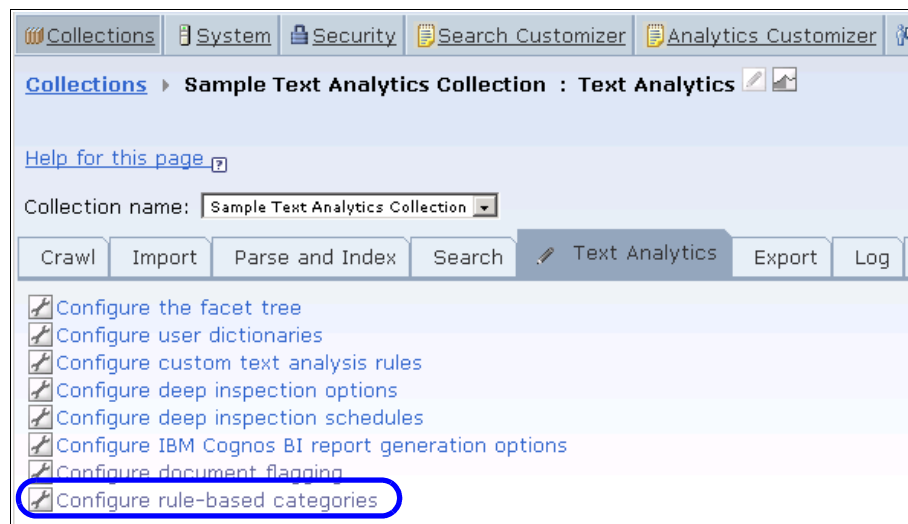 Collections System Security Search Customizer Analytics Customizer
Collections Sample Text Analytics Collection : Text Analytics
Help for this page ?
Collection name: Sample Text Analytics Collection
Crawl Import Parse and Index Search Text Analytics Export Log
Configure the facet tree
Configure user dictionaries
Configure custom text analysis rules
Configure deep inspection options
Configure deep inspection schedules
Configure IBM Cognos BI report generation options
Configure document flagging
Configure rule-based categories